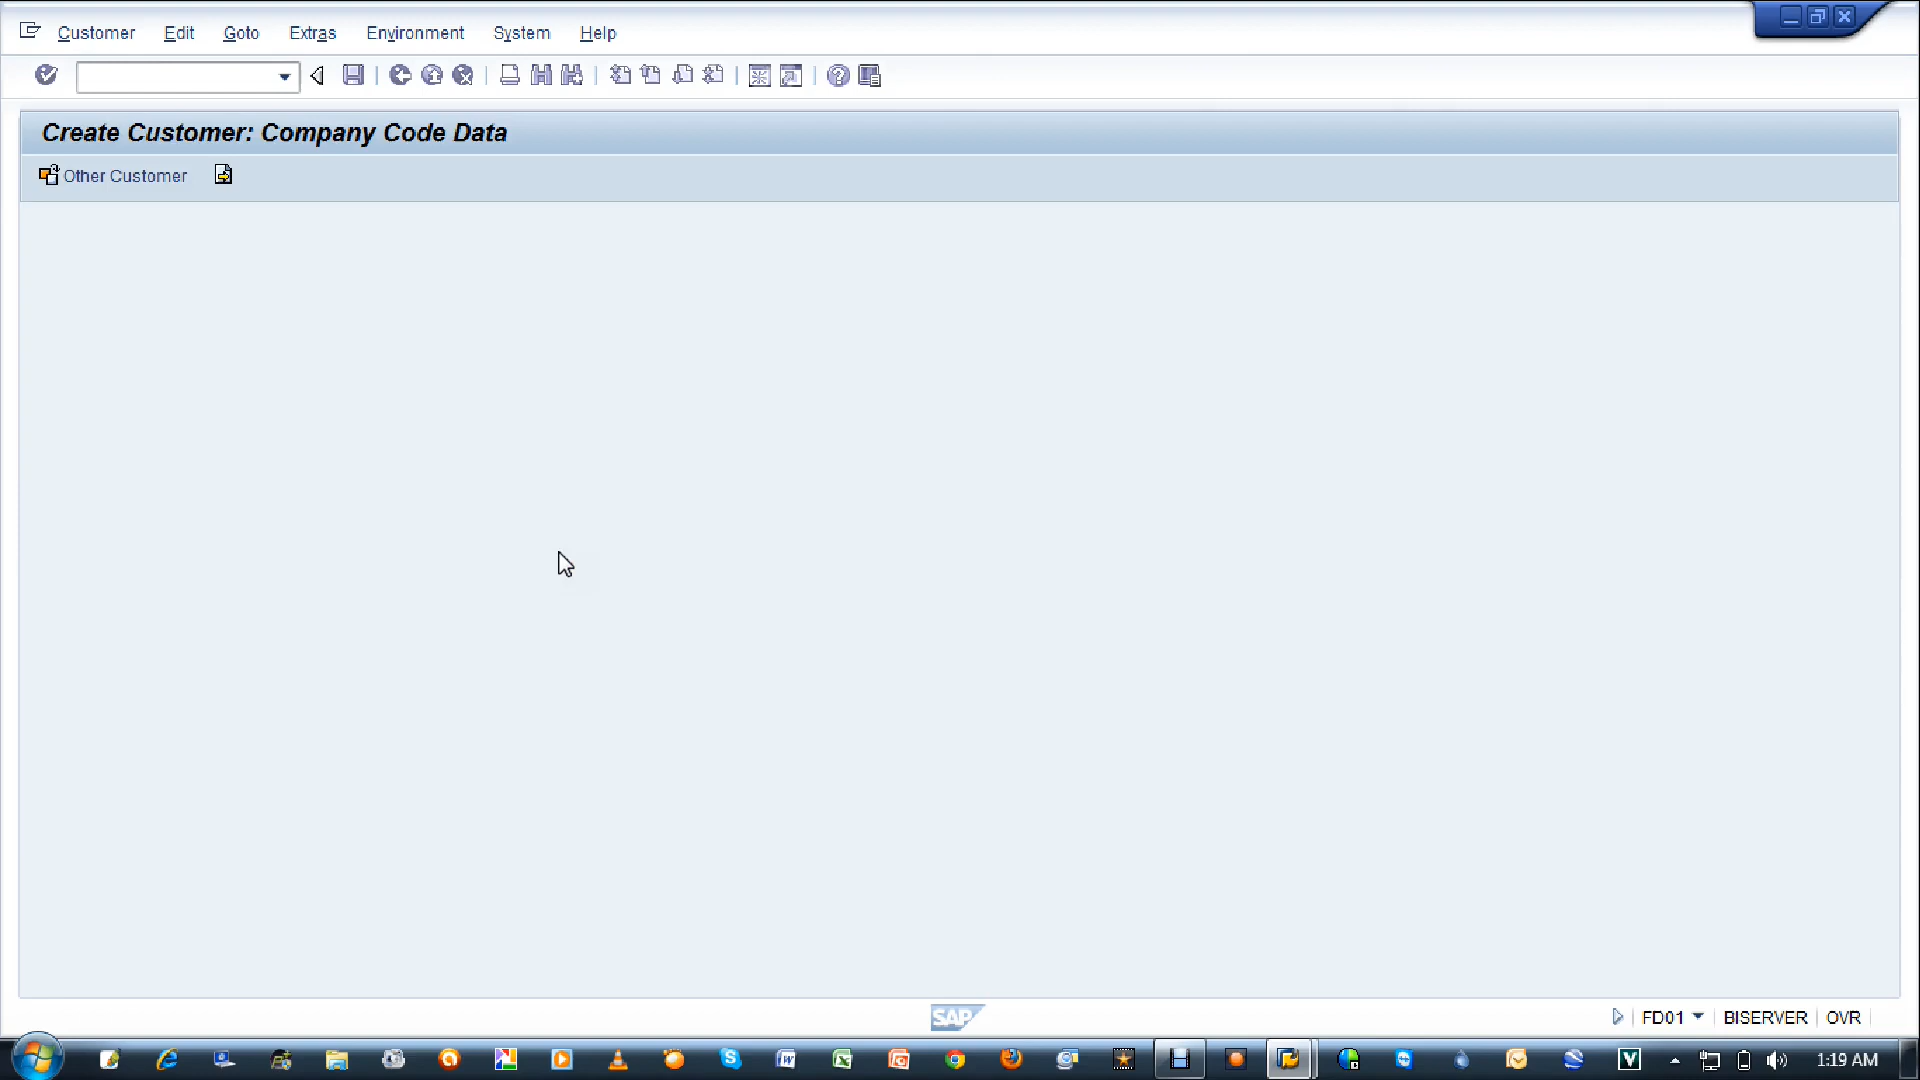 Customer Edit Goto Extras Environment System Help
Create Customer: Company Code Data
Other Customer
SAP
FD01 BISERVER OVR
1:19 AM